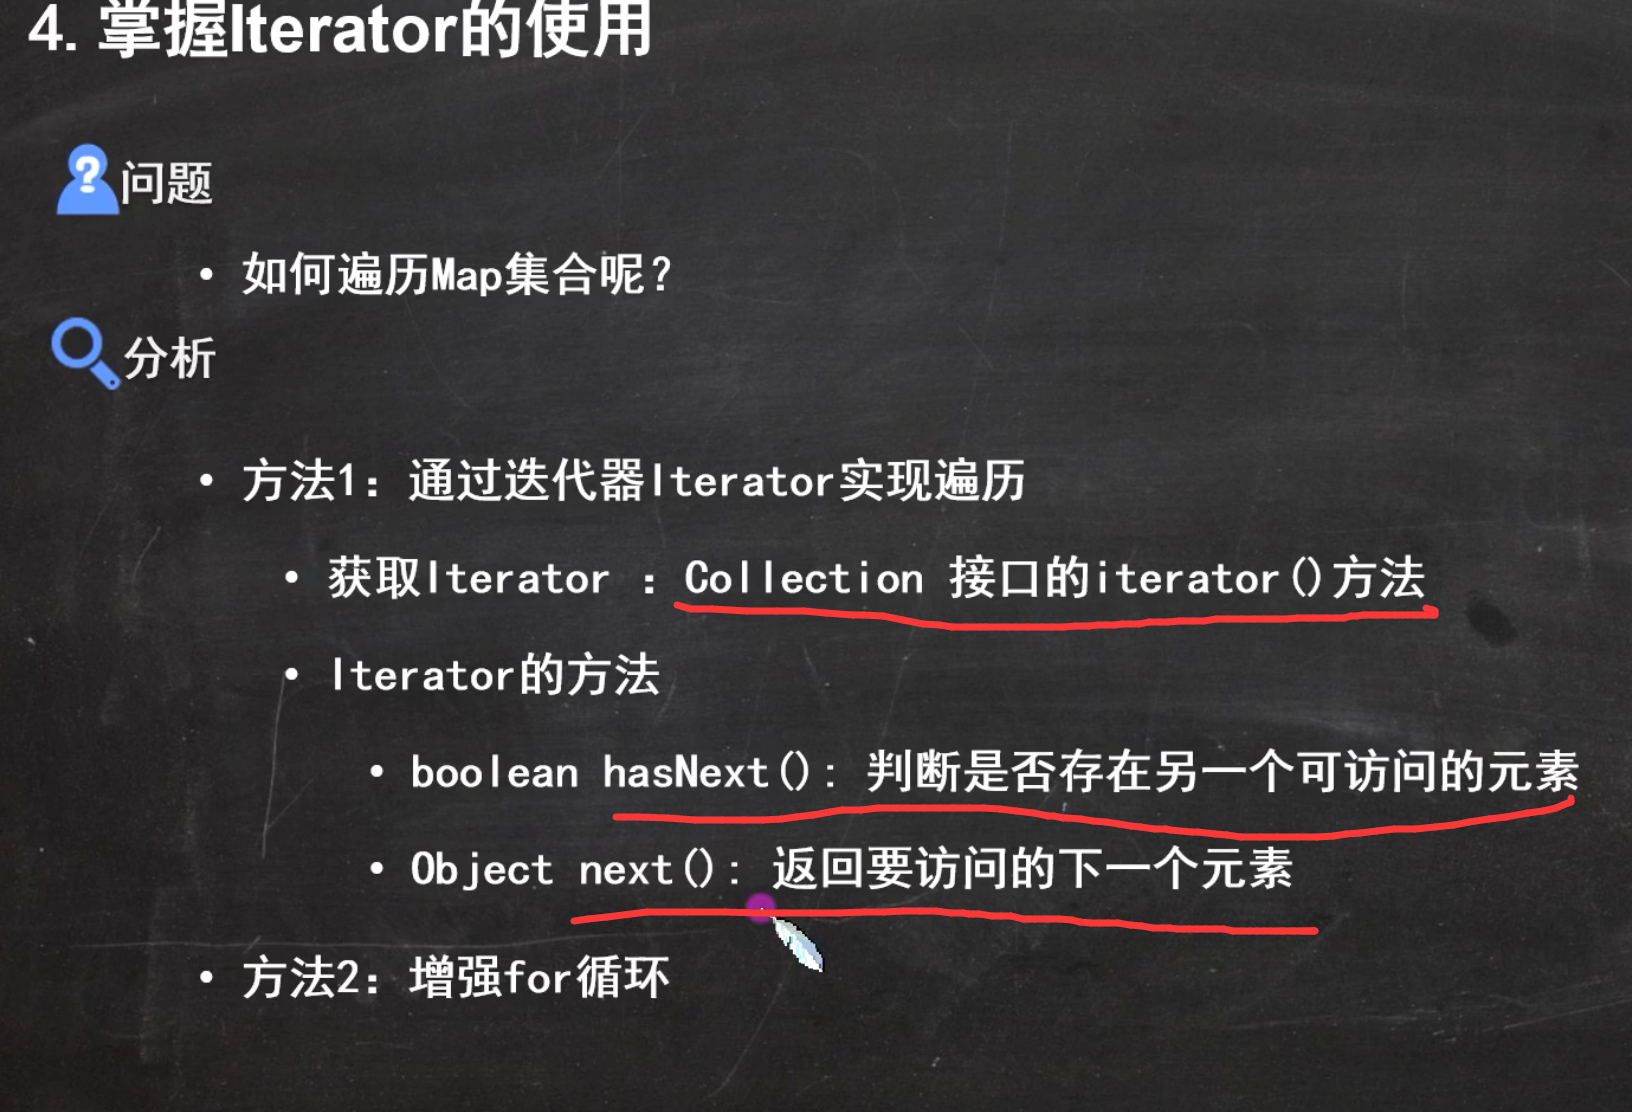 4. 掌握Iterator的使用
问题
• 如何遍历Map集合呢？
分析
• 方法1：通过迭代器Iterator实现遍历
• 获取Iterator ：Collection 接口的iterator()方法
• Iterator的方法
• boolean hasNext(): 判断是否存在另一个可访问的元素
• Object next(): 返回要访问的下一个元素
• 方法2：增强for循环